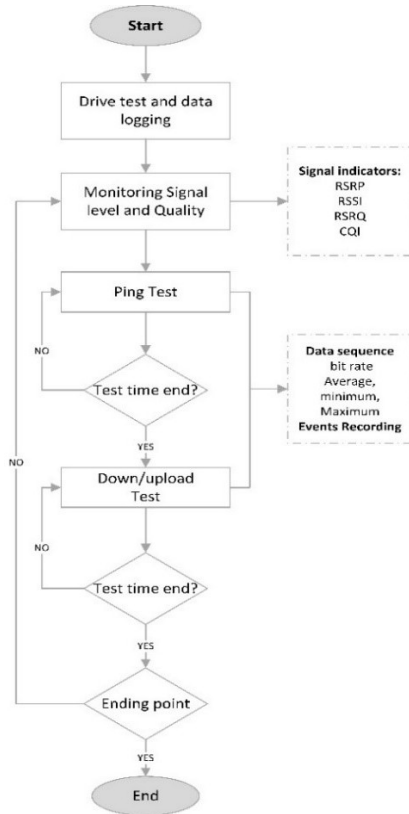 Start
Drive test and data
logging
Monitoring Signal
level and Quality
Signal indicators:
RSRP
RSSI
RSRQ
CQI
Ping Test
NO
Test time end?
Data sequence
bit rate
Average,
minimum,
Maximum
Events Recording
YES
NO
Down/upload
Test
NO
Test time end?
YES
Ending point
YES
End